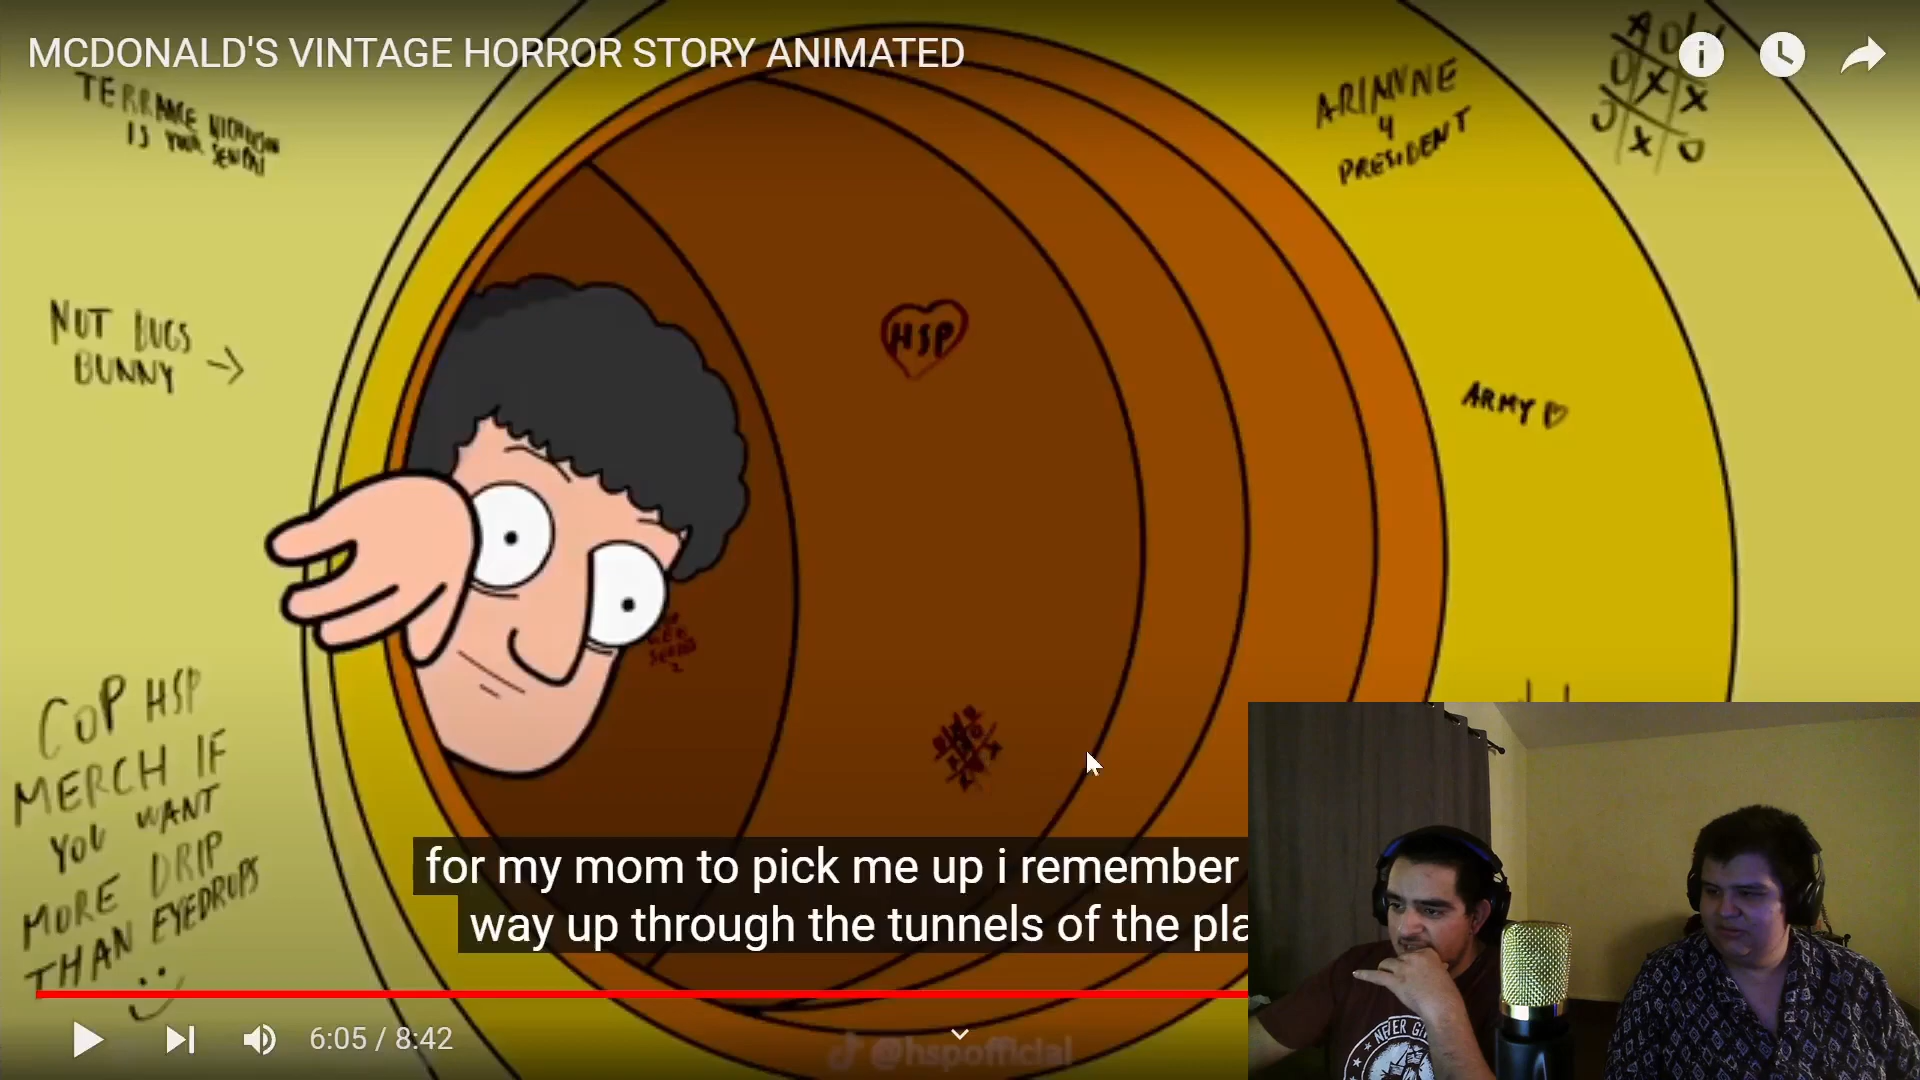 MCDONALD'S VINTAGE HORROR STORY ANIMATED
TERRANCE
IS YOUR SENPAI
NUT BUGS
BUNNY →
COP HSP
MERCH IF
YOU WANT
MORE DRIP
THAN EYEDROPS
HSP
4
PRESIDENT
ARMY
for my mom to pick me up i remember
way up through the tunnels of the pla
6:05 / 8:42
@hspofficial
NEVER